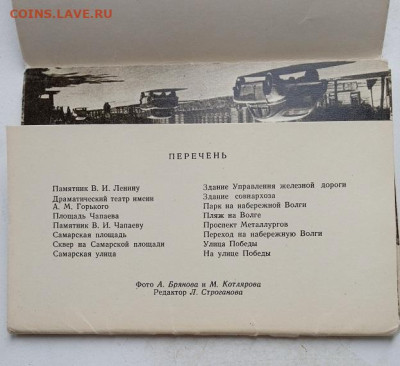 COINS.LAVE.RU
ПЕРЕЧЕНЬ
Памятник В. И. Ленину
Драматический театр имени
А. М. Горького
Площадь Чапаева
Памятник В. И. Чапаеву
Самарская площадь
Сквер на Самарской площади
Самарская улица
Здание Управления железной дороги
Здание совнархоза
Парк на набережной Волги
Пляж на Волге
Проспект Металлургов
Переход на набережную Волги
Улица Победы
На улице Победы
Фото А. Брянова и М. Котлярова
Редактор Л. Строганова